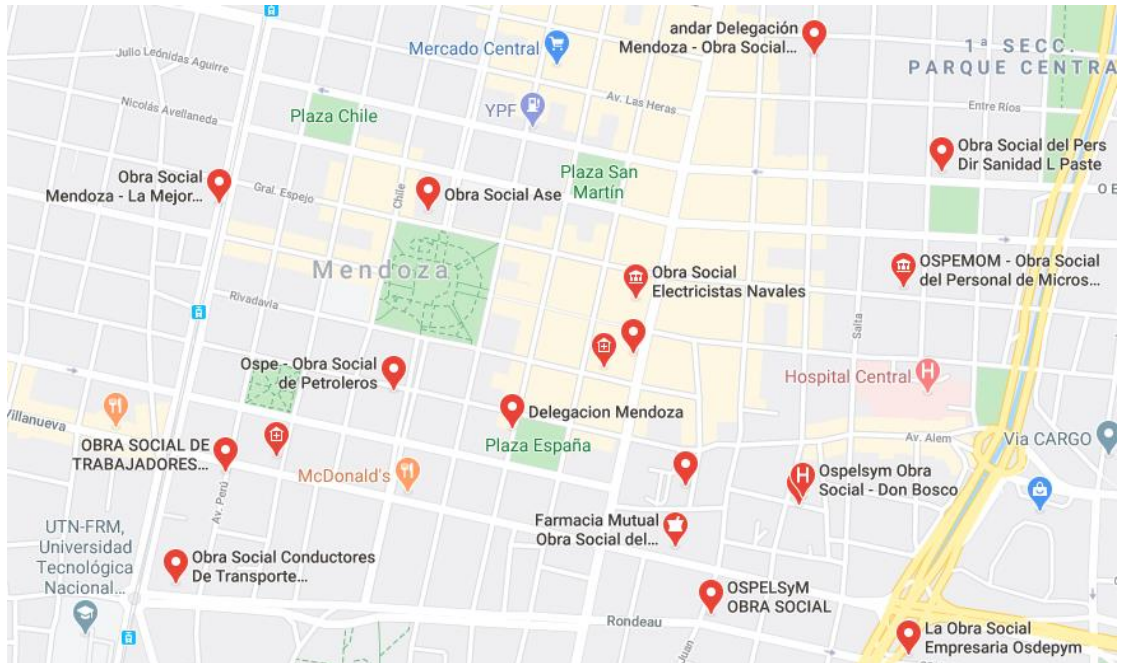 andar Delegación
Mendoza - Obra Social...
Mercado Central
1ª SECC.
PARQUE CENTRA
Julio Leónidas Aguirre
Nicolás Avellaneda
Plaza Chile
YPF
Av. Las Heras
Entre Ríos
Obra Social del Pers
Dir Sanidad L Paste
Obra Social
Mendoza - La Mejor...
Gral. Espejo
Chile
Obra Social Ase
Plaza San
Martín
Mendoza
Obra Social
Electricistas Navales
OSPEMOM - Obra Social
del Personal de Micros...
Rivadavia
Salta
Ospe - Obra Social
de Petroleros
Hospital Central
H
Villanueva
Delegacion Mendoza
Plaza España
Av. Alem
Via CARGO
OBRA SOCIAL DE
TRABAJADORES...
McDonald's
Av. Perú
H
Ospelsym Obra
Social - Don Bosco
Farmacia Mutual
Obra Social del...
UTN-FRM,
Universidad
Tecnológica
Nacional...
Obra Social Conductores
De Transporte...
OSPELSyM
OBRA SOCIAL
Rondeau
Juan
La Obra Social
Empresaria Osdepym